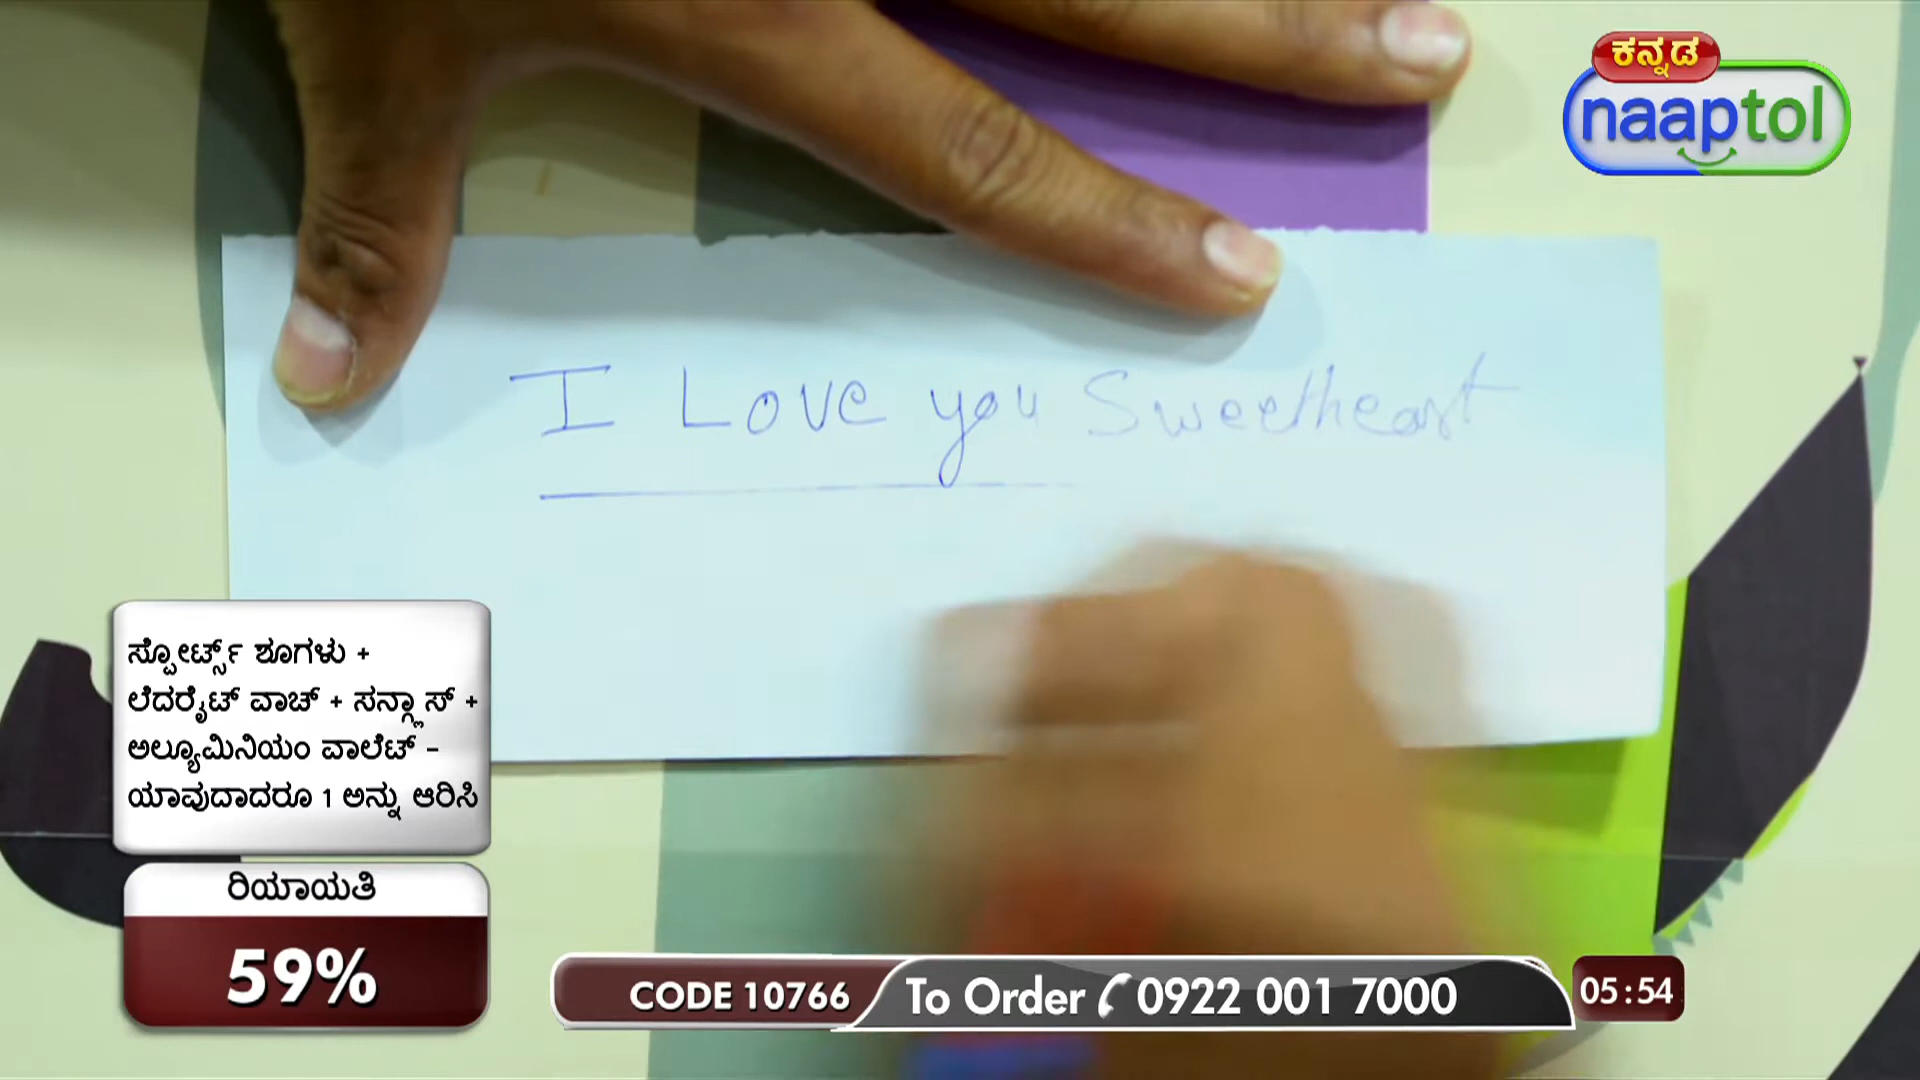 ಕನ್ನಡ
naaptol
I Love you Sweetheart
ಸ್ಪೋರ್ಟ್ಸ್ ಶೂಗಳು +
ಲೆದರೈಟ್ ವಾಚ್ + ಸನ್ಗ್ಲಾಸ್ +
ಅಲ್ಯೂಮಿನಿಯಂ ವಾಲೆಟ್ -
ಯಾವುದಾದರೂ 1 ಅನ್ನು ಆರಿಸಿ
ರಿಯಾಯತಿ
59%
CODE 10766 To Order 0922 001 7000 05:54